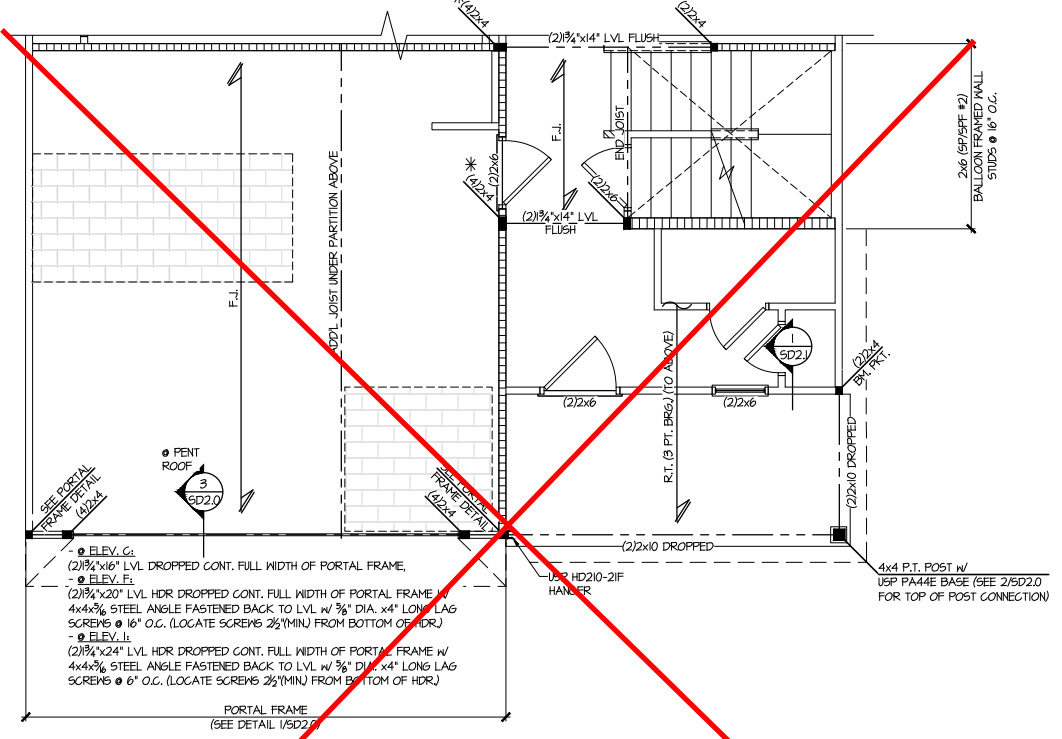 (4)2x4
(2)2x4
(2)1¾"x14" LVL FLUSH
F.J.
END JOIST
2x6 (SP/SPF #2)
BALLOON FRAMED WALL
STUDS @ 16" O.C.
(2)2x6
*
(4)2x4
(2)2x6
(2)1¾"x14" LVL
FLUSH
ADD'L JOIST UNDER PARTITION ABOVE
F.J.
R.T. (3 PT. BRG.) (TO ABOVE)
1
SD2.1
(2)2x4
BM. PKT.
(2)2x6
(2)2x6
(2)2x10 DROPPED
@ PENT
ROOF
3
SD2.0
SEE PORTAL
FRAME DETAIL
(4)2x4
SEE PORTAL
FRAME DETAIL
(4)2x4
(2)2x10 DROPPED
USP HD210-2IF
HANGER
4x4 P.T. POST W/
USP PA44E BASE (SEE 2/SD2.0
FOR TOP OF POST CONNECTION)
- @ ELEV. C:
(2)1¾"x16" LVL DROPPED CONT. FULL WIDTH OF PORTAL FRAME,
- @ ELEV. F:
(2)1¾"x20" LVL HDR DROPPED CONT. FULL WIDTH OF PORTAL FRAME W/
4x4x5⁄16 STEEL ANGLE FASTENED BACK TO LVL W/ ⅝" DIA. x4" LONG LAG
SCREWS @ 16" O.C. (LOCATE SCREWS 2½"(MIN.) FROM BOTTOM OF HDR.)
- @ ELEV. I:
(2)1¾"x24" LVL HDR DROPPED CONT. FULL WIDTH OF PORTAL FRAME W/
4x4x5⁄16 STEEL ANGLE FASTENED BACK TO LVL W/ ⅝" DIA. x4" LONG LAG
SCREWS @ 6" O.C. (LOCATE SCREWS 2½"(MIN.) FROM BOTTOM OF HDR.)
PORTAL FRAME
(SEE DETAIL 1/SD2.0)